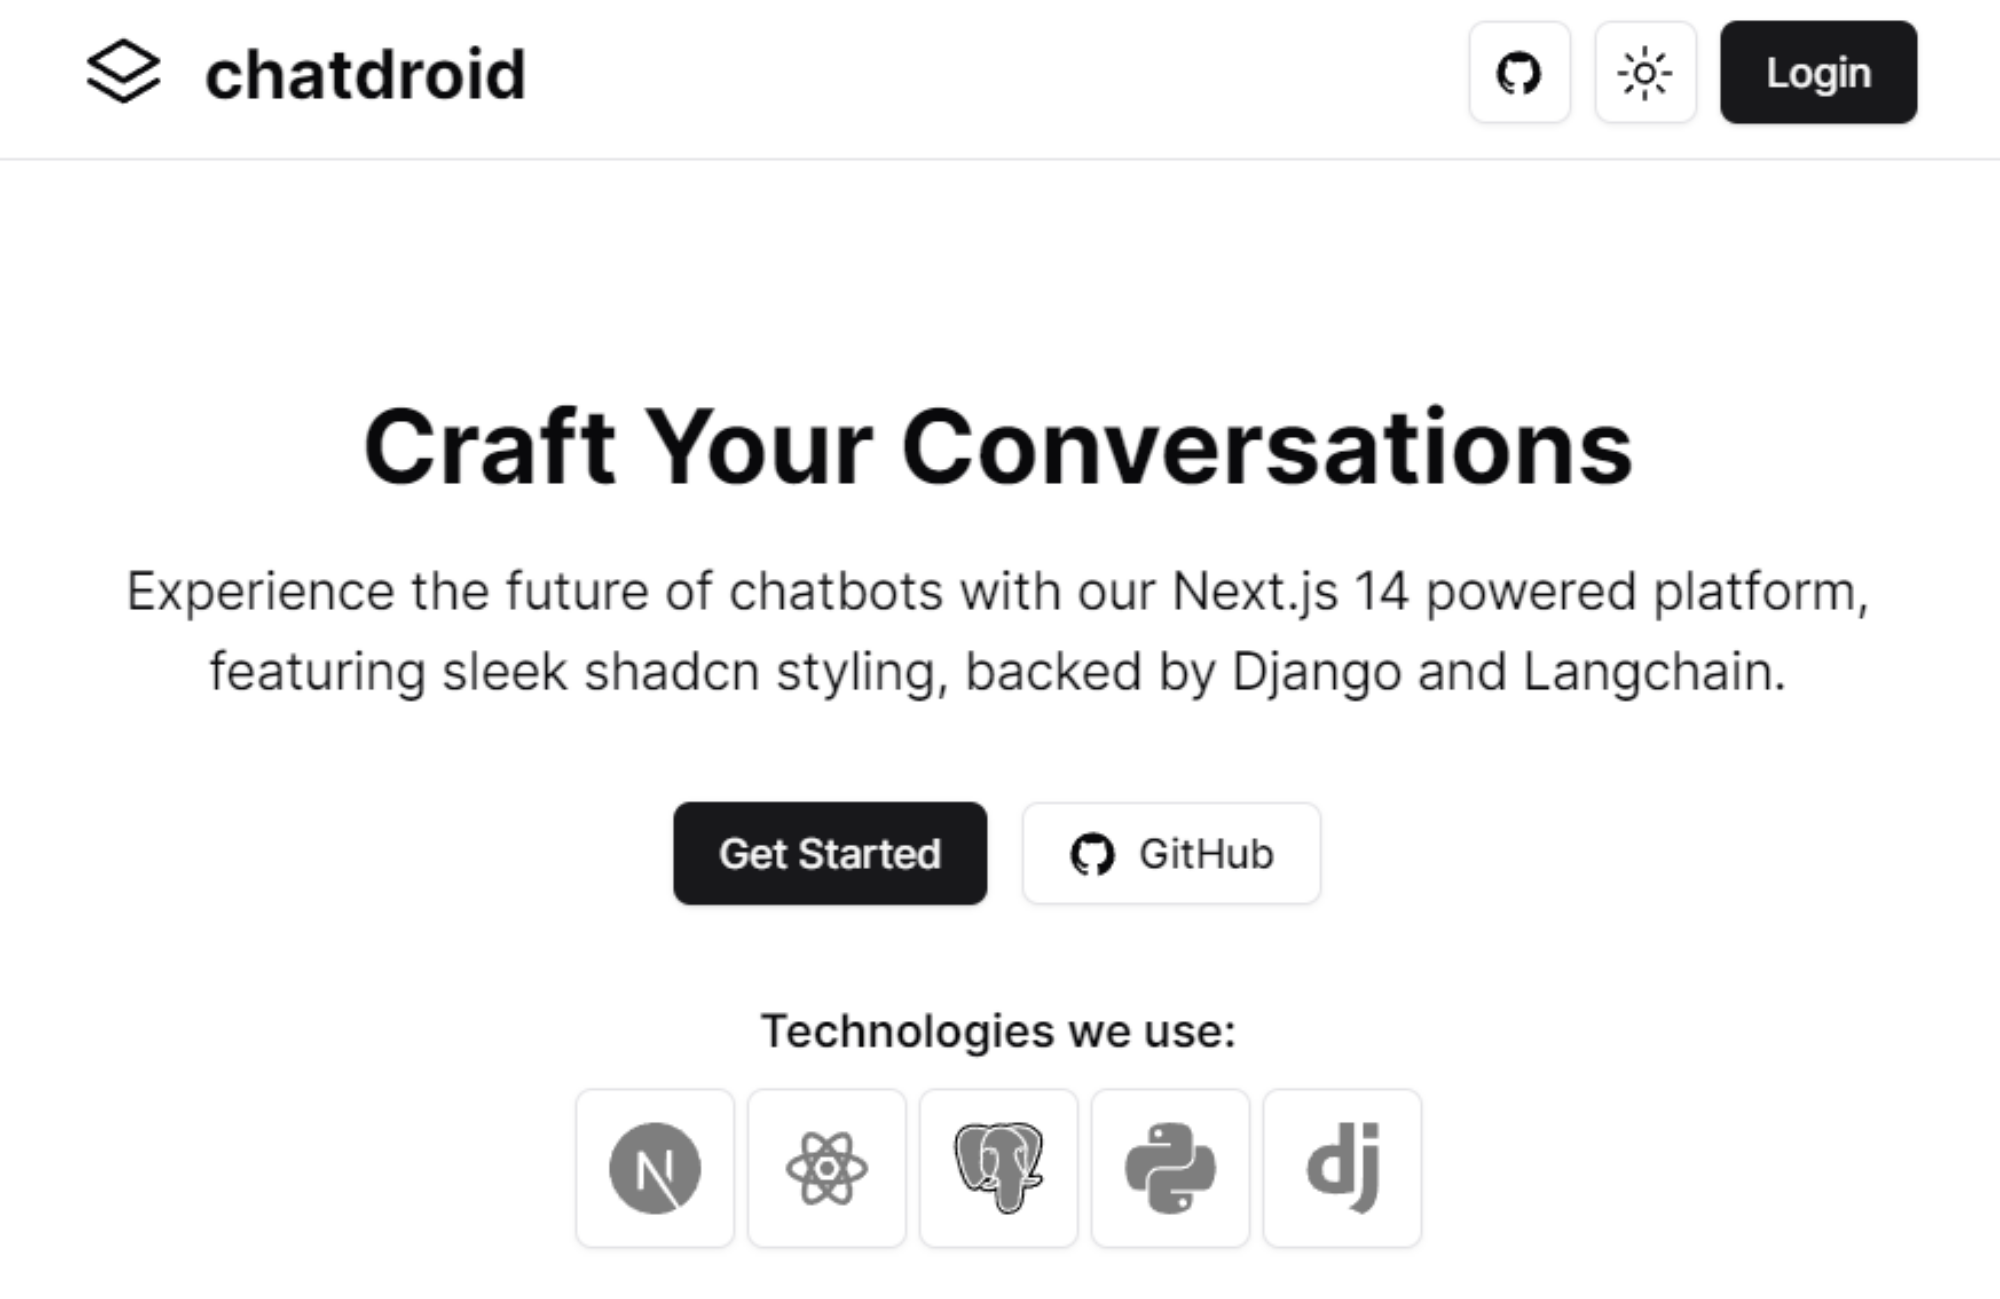 chatdroid
Login
Craft Your Conversations
Experience the future of chatbots with our Next.js 14 powered platform,
featuring sleek shadcn styling, backed by Django and Langchain.
Get Started
GitHub
Technologies we use:
N
dj